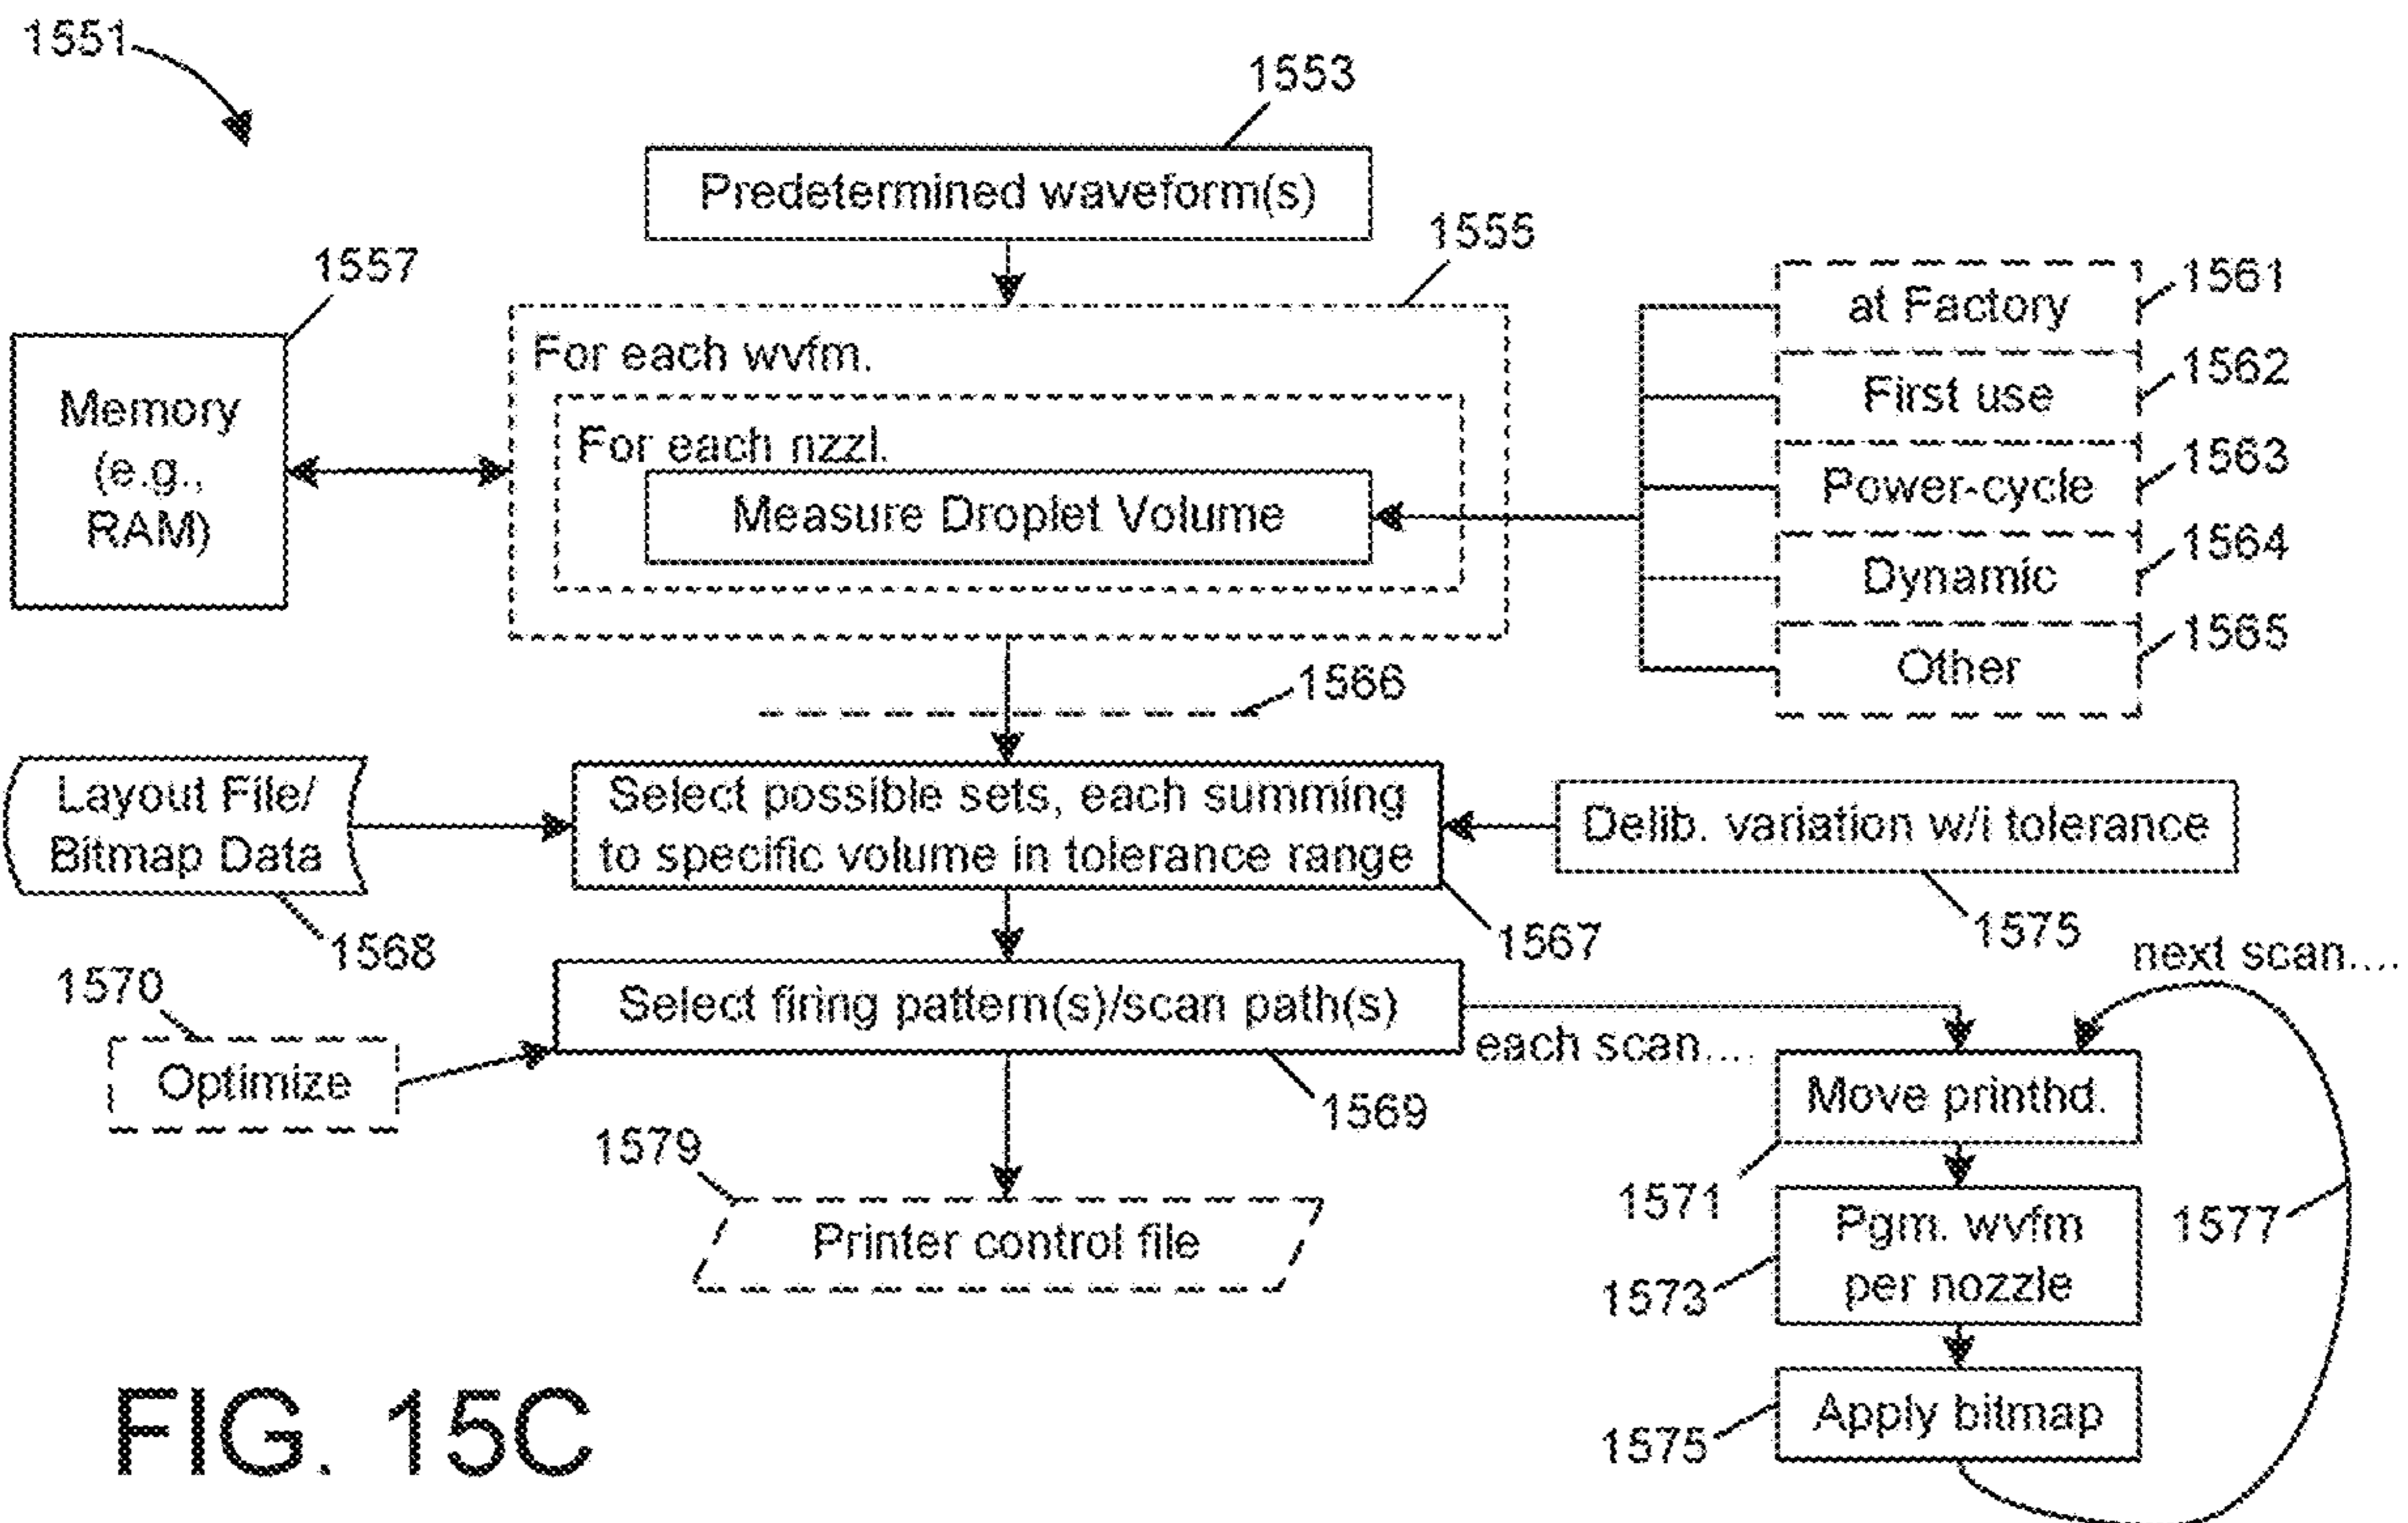 1551
1553
Predetermined waveform(s)
1555
1557
Memory
(e.g.,
RAM)
For each wvfm.
For each nzzl.
Measure Droplet Volume
at Factory
1561
First use
1562
Power-cycle
1563
Dynamic
1564
Other
1565
1566
Layout File/
Bitmap Data
1568
Select possible sets, each summing
to specific volume in tolerance range
1567
Delib. variation w/i tolerance
1575
1570
Optimize
Select firing pattern(s)/scan path(s)
1569
each scan....
next scan....
1579
Printer control file
Move printhd.
1571
Pgm. wvfm
per nozzle
1573
1577
Apply bitmap
1575
FIG. 15C